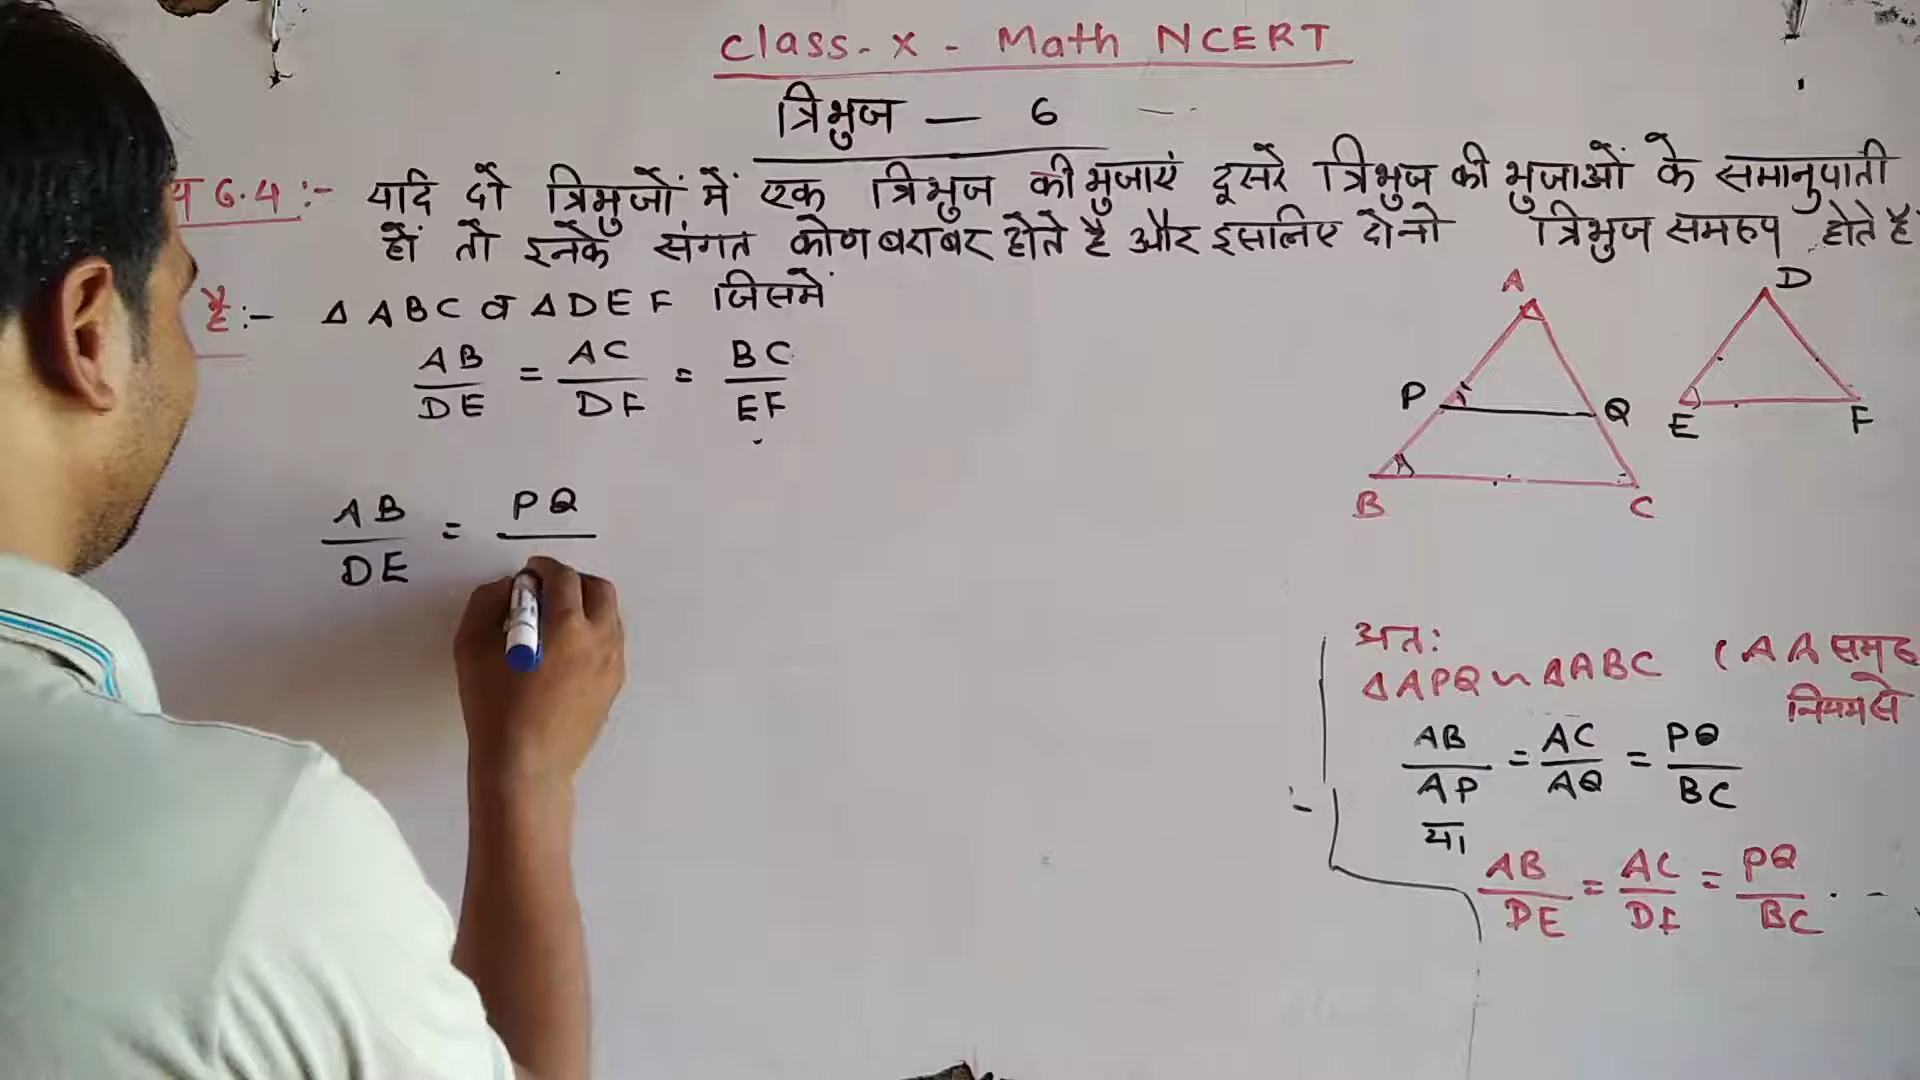 Class-X - Math NCERT
त्रिभुज — 6
य 6.4:- यदि दो त्रिभुजों में एक त्रिभुज की भुजाएं दूसरे त्रिभुज की भुजाओं के समानुपाती
हों तो इनके संगत कोण बराबर होते है और इसलिए दोनो त्रिभुज समरुप होते है
है:- Δ ABC व Δ DEF जिसमें
AB/DE = AC/DF = BC/EF
A
D
P
Q
E
F
B
C
AB/DE = PQ/
अत:
ΔAPQ ~ ΔABC (AA समरु
नियम से
AB/AP = AC/AQ = PQ/BC
या
AB/DE = AC/DF = PQ/BC